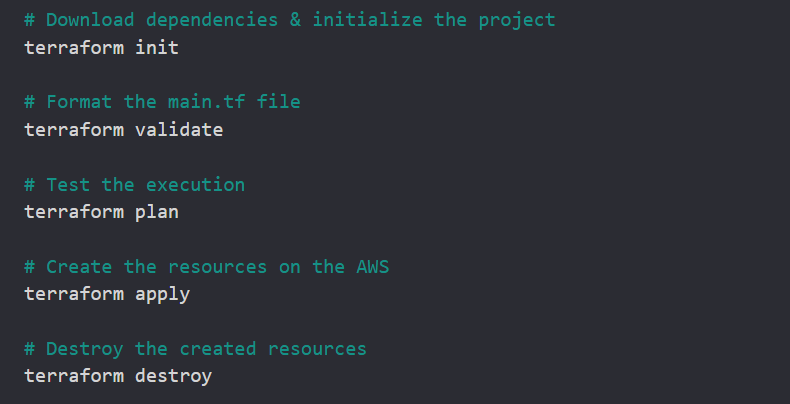 # Download dependencies & initialize the project
terraform init
# Format the main.tf file
terraform validate
# Test the execution
terraform plan
# Create the resources on the AWS
terraform apply
# Destroy the created resources
terraform destroy